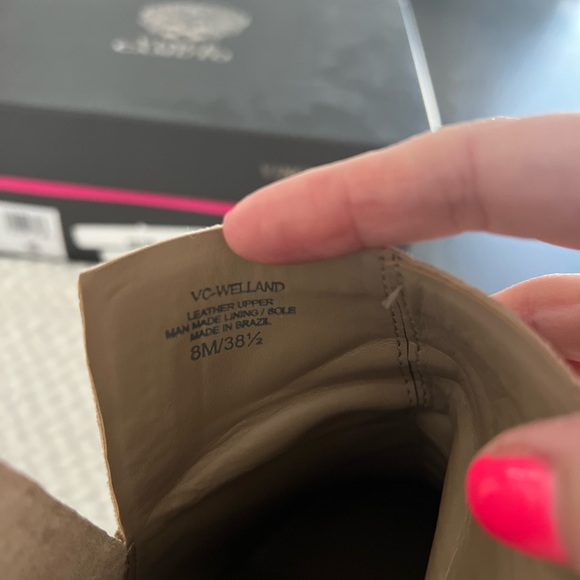 VC-WELLAND
LEATHER UPPER
MAN MADE LINING / SOLE
MADE IN BRAZIL
8M/38½